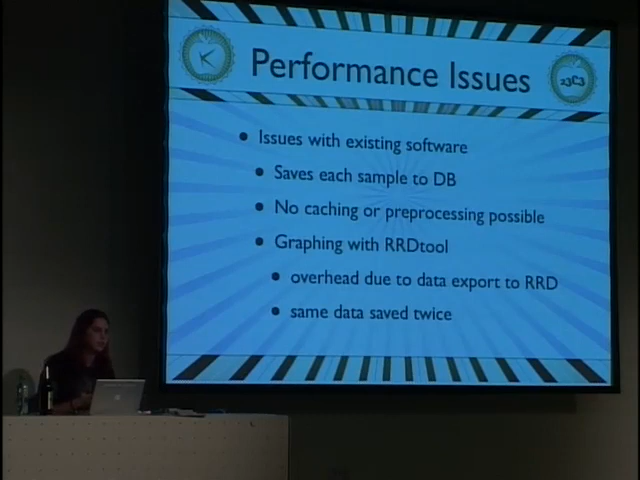 Performance Issues
23C3
Issues with existing software
Saves each sample to DB
No caching or preprocessing possible
Graphing with RRDtool
overhead due to data export to RRD
same data saved twice